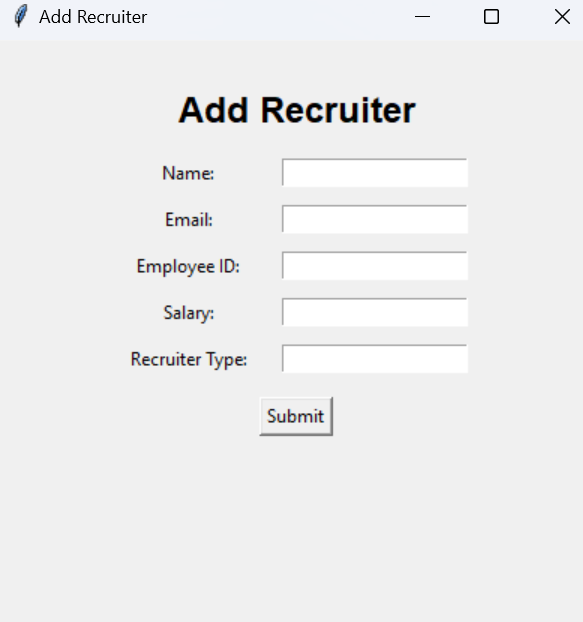 Add Recruiter
Add Recruiter
Name:
Email:
Employee ID:
Salary:
Recruiter Type:
Submit